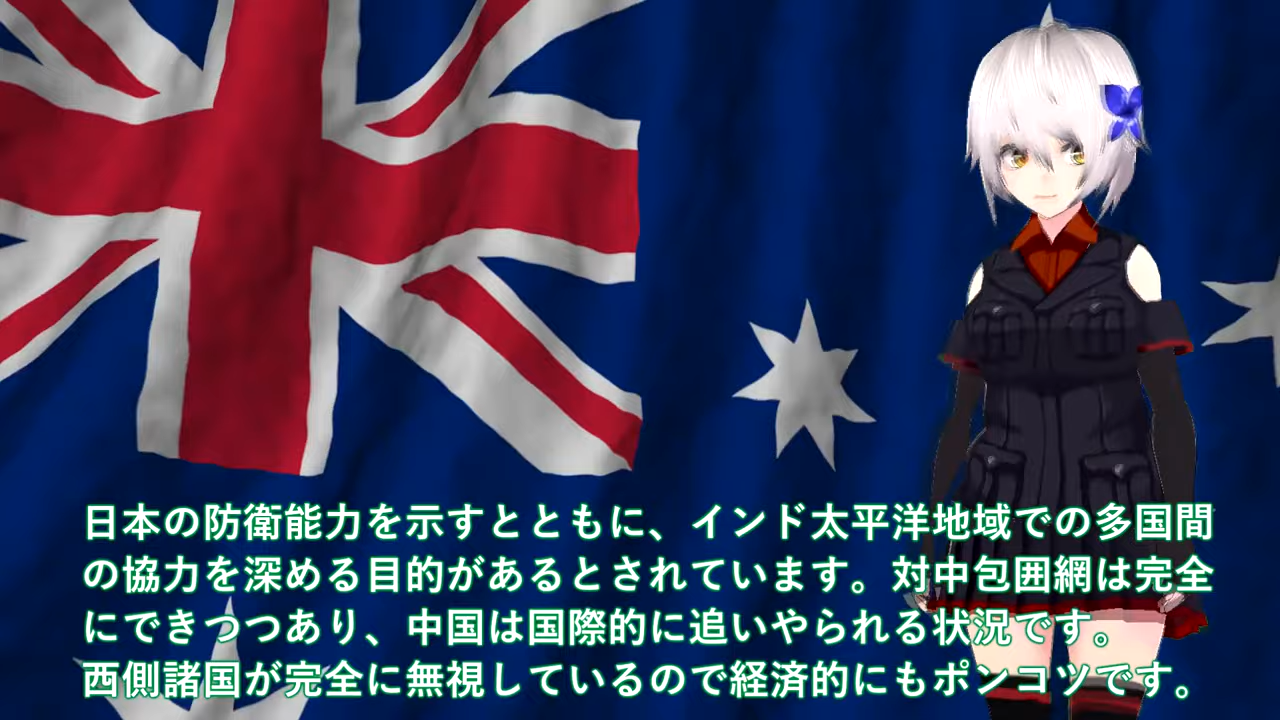 日本の防衛能力を示すとともに、インド太平洋地域での多国間
の協力を深める目的があるとされています。対中包囲網は完全
にできつつあり、中国は国際的に追いやられる状況です。
西側諸国が完全に無視しているので経済的にもポンコツです。